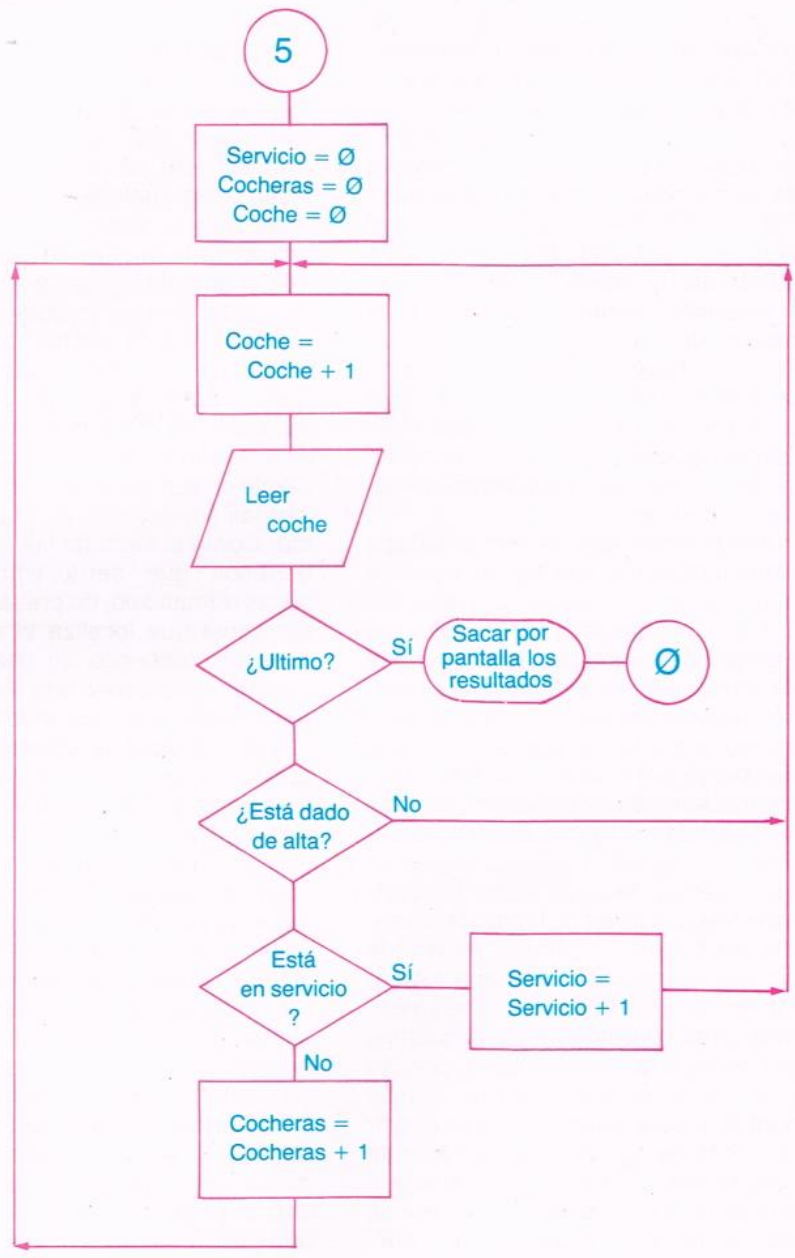 5
Servicio = Ø
Cocheras = Ø
Coche = Ø
Coche =
Coche + 1
Leer
coche
¿Ultimo?
Sí
Sacar por
pantalla los
resultados
Ø
¿Está dado
de alta?
No
Está
en servicio
?
Sí
Servicio =
Servicio + 1
No
Cocheras =
Cocheras + 1